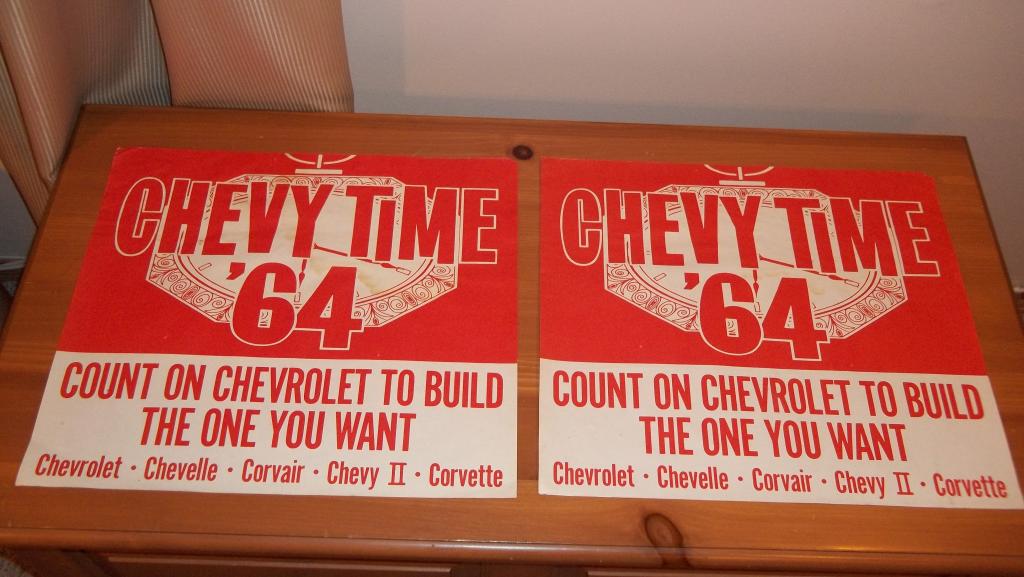 CHEVY TIME
'64
COUNT ON CHEVROLET TO BUILD
THE ONE YOU WANT
Chevrolet · Chevelle · Corvair · Chevy II · Corvette
CHEVY TIME
'64
COUNT ON CHEVROLET TO BUILD
THE ONE YOU WANT
Chevrolet · Chevelle · Corvair · Chevy II · Corvette